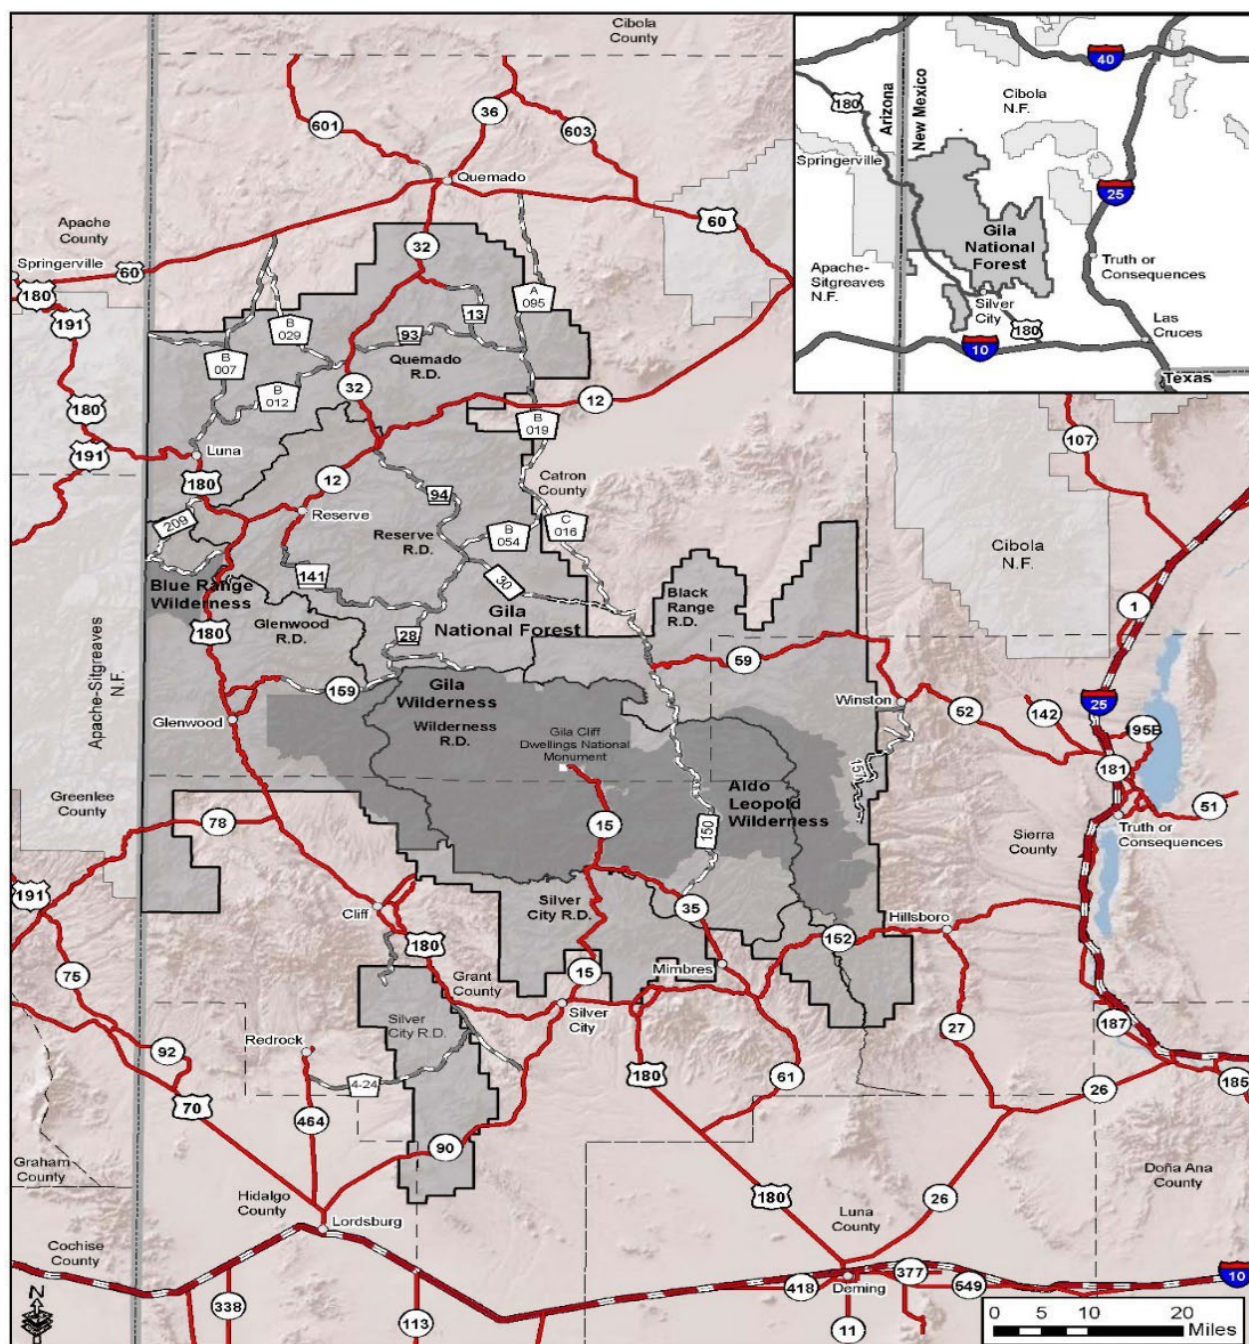 Cibola
County
40
180
Arizona
New Mexico
Cibola
N.F.
Springerville
25
Gila
National
Forest
Apache-
Sitgreaves
N.F.
Truth or
Consequences
Silver
City
180
Las
Cruces
10
Texas
601
36
603
Quemado
60
Apache
County
32
Springerville
60
180
191
A
095
13
B
029
93
B
007
Quemado
R.D.
32
B
012
12
180
191
B
019
107
Luna
180
12
94
Catron
County
209
Reserve
Reserve
R.D.
B
054
C
016
Cibola
N.F.
141
30
Blue Range
Wilderness
Black
Range
R.D.
1
Glenwood
R.D.
Gila
National Forest
180
28
59
Apache-Sitgreaves
N.F.
159
Gila
Wilderness
Winston
25
52
142
195B
Glenwood
Wilderness
R.D.
Gila Cliff
Dwellings National
Monument
157
181
Greenlee
County
Aldo
Leopold
Wilderness
51
78
15
150
Sierra
County
Truth or
Consequences
191
Silver
City R.D.
35
Cliff
Hillsboro
180
152
75
Grant
County
15
Mimbres
Silver
City
Silver
City R.D.
27
187
Redrock
92
180
61
26
185
4-24
70
464
90
Graham
County
Doña Ana
County
Hidalgo
County
180
26
Lordsburg
Luna
County
Cochise
County
10
377
418
Deming
549
N
338
113
11
0 5 10 20
Miles